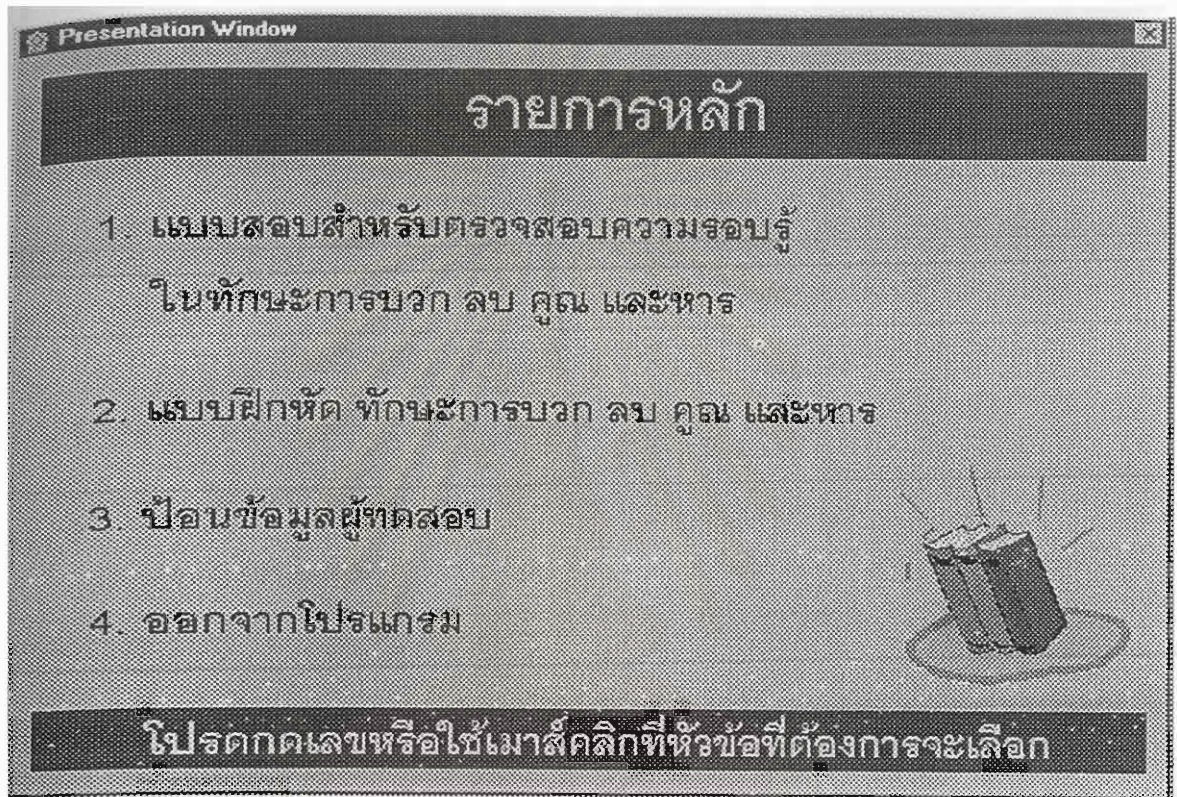 Presentation Window
รายการหลัก
1. แบบสอบสำหรับตรวจสอบความรอบรู้
ในทักษะการบวก ลบ คูณ และหาร
2. แบบฝึกหัด ทักษะการบวก ลบ คูณ และหาร
3. ป้อนข้อมูลผู้ทดสอบ
4. ออกจากโปรแกรม
โปรดกดเลขหรือใช้เมาส์คลิกที่หัวข้อที่ต้องการจะเลือก